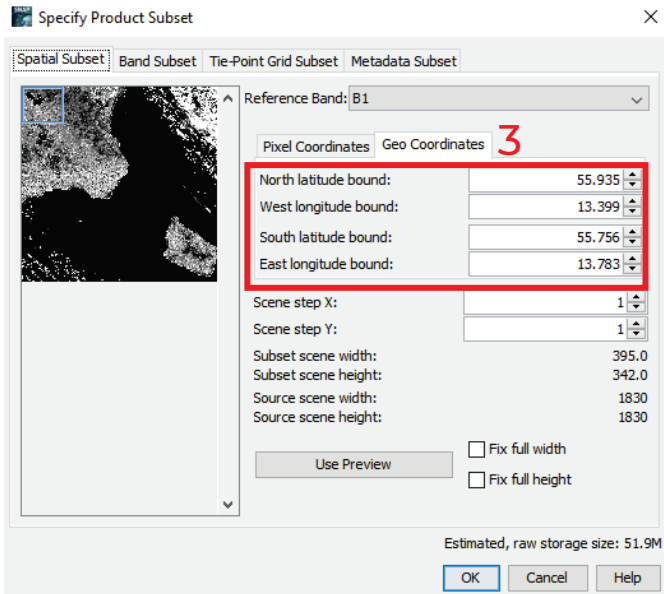 SNAP
Specify Product Subset
Spatial Subset Band Subset Tie-Point Grid Subset Metadata Subset
Reference Band: B1
Pixel Coordinates Geo Coordinates 3
North latitude bound: 55.935
West longitude bound: 13.399
South latitude bound: 55.756
East longitude bound: 13.783
Scene step X: 1
Scene step Y: 1
Subset scene width: 395.0
Subset scene height: 342.0
Source scene width: 1830
Source scene height: 1830
Use Preview
Fix full width
Fix full height
Estimated, raw storage size: 51.9M
OK Cancel Help